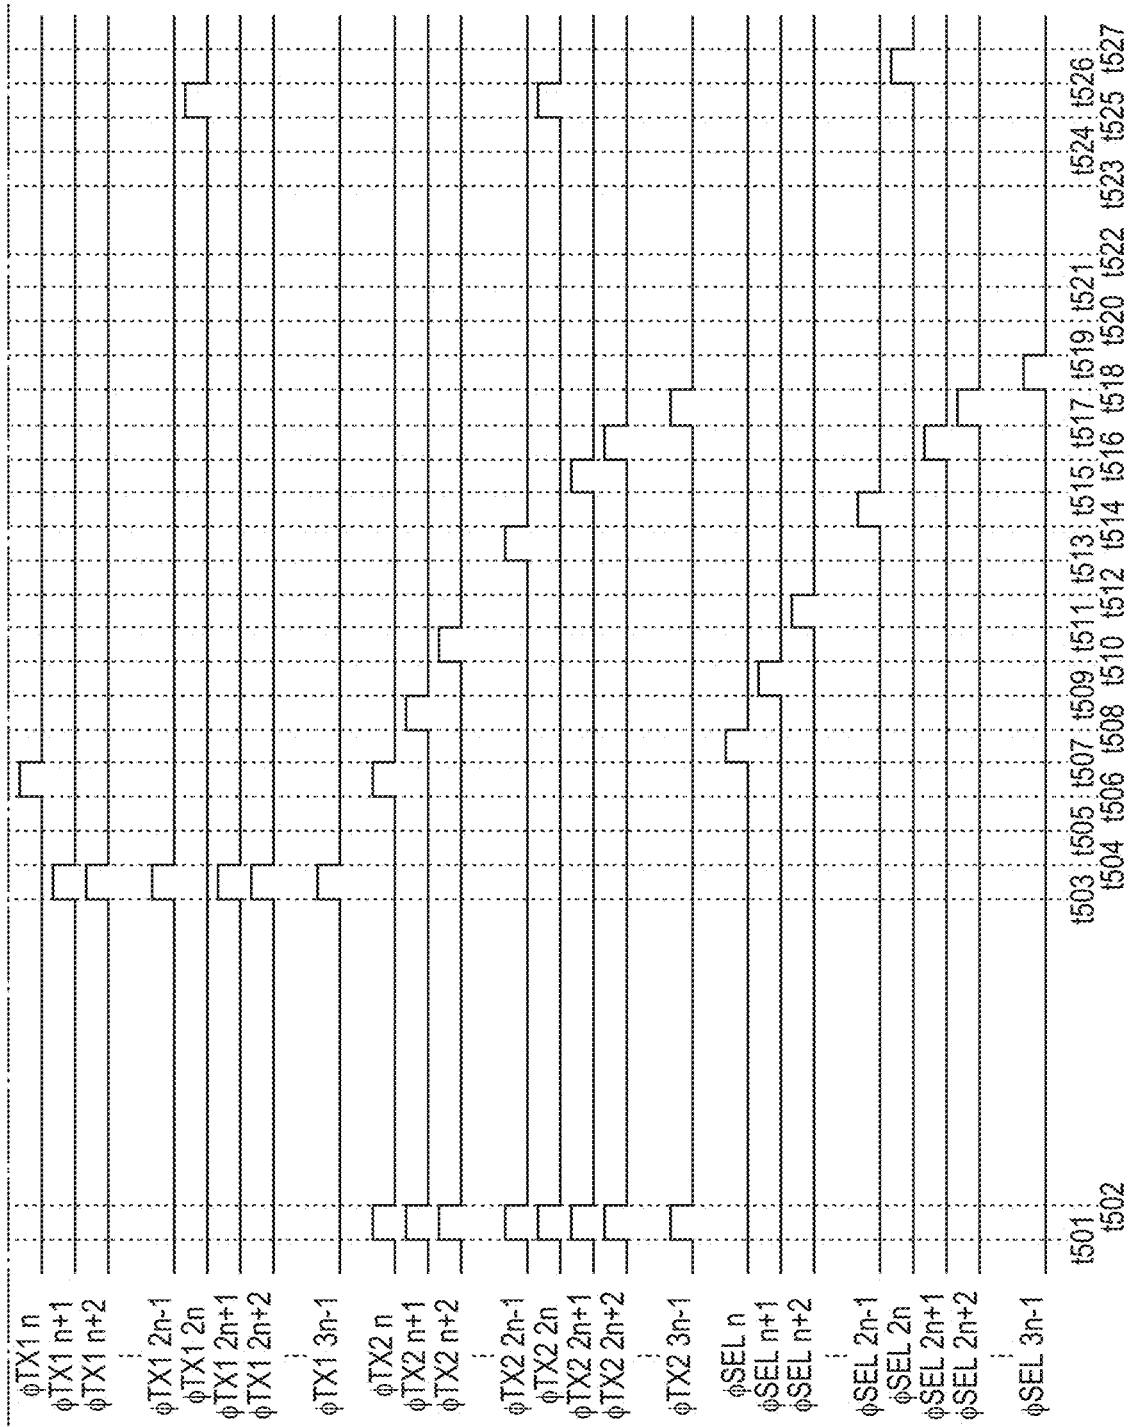 φTX1 n
φTX1 n+1
φTX1 n+2
φTX1 2n-1
φTX1 2n
φTX1 2n+1
φTX1 2n+2
φTX1 3n-1
φTX2 n
φTX2 n+1
φTX2 n+2
φTX2 2n-1
φTX2 2n
φTX2 2n+1
φTX2 2n+2
φTX2 3n-1
φSEL n
φSEL n+1
φSEL n+2
φSEL 2n-1
φSEL 2n
φSEL 2n+1
φSEL 2n+2
φSEL 3n-1
t501
t502
t503
t504
t505
t506
t507
t508
t509
t510
t511
t512
t513
t514
t515
t516
t517
t518
t519
t520
t521
t522
t523
t524
t525
t526
t527